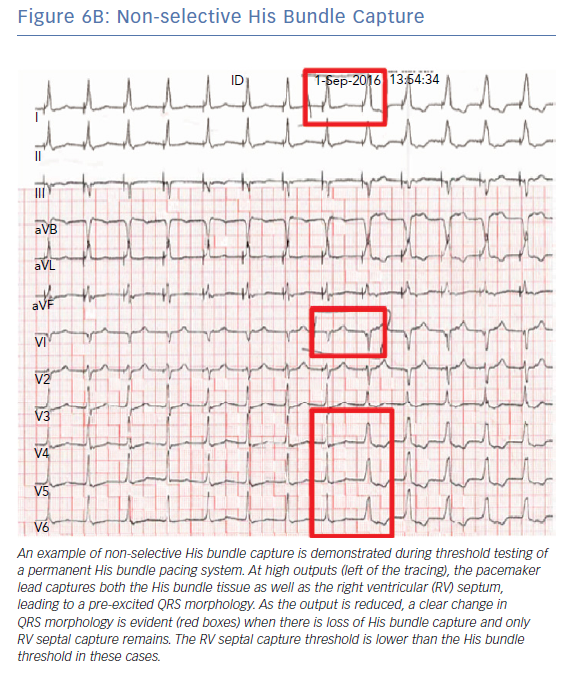 Figure 6B: Non-selective His Bundle Capture
ID 1-Sep-2016 13:54:34
I
II
III
aVB
aVL
aVF
VI
V2
V3
V4
V5
V6
An example of non-selective His bundle capture is demonstrated during threshold testing of
a permanent His bundle pacing system. At high outputs (left of the tracing), the pacemaker
lead captures both the His bundle tissue as well as the right ventricular (RV) septum,
leading to a pre-excited QRS morphology. As the output is reduced, a clear change in
QRS morphology is evident (red boxes) when there is loss of His bundle capture and only
RV septal capture remains. The RV septal capture threshold is lower than the His bundle
threshold in these cases.